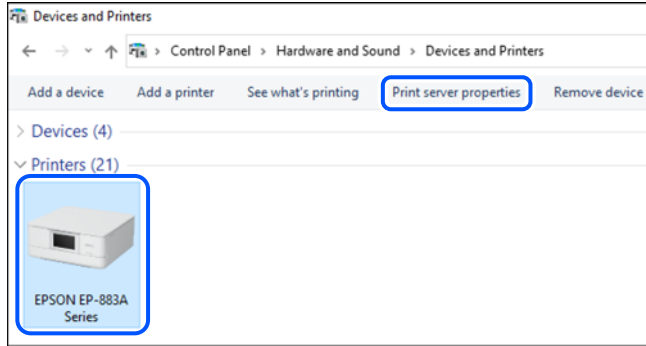 Devices and Printers
Control Panel > Hardware and Sound > Devices and Printers
Add a device Add a printer See what's printing Print server properties Remove device
Devices (4)
Printers (21)
EPSON EP-883A
Series